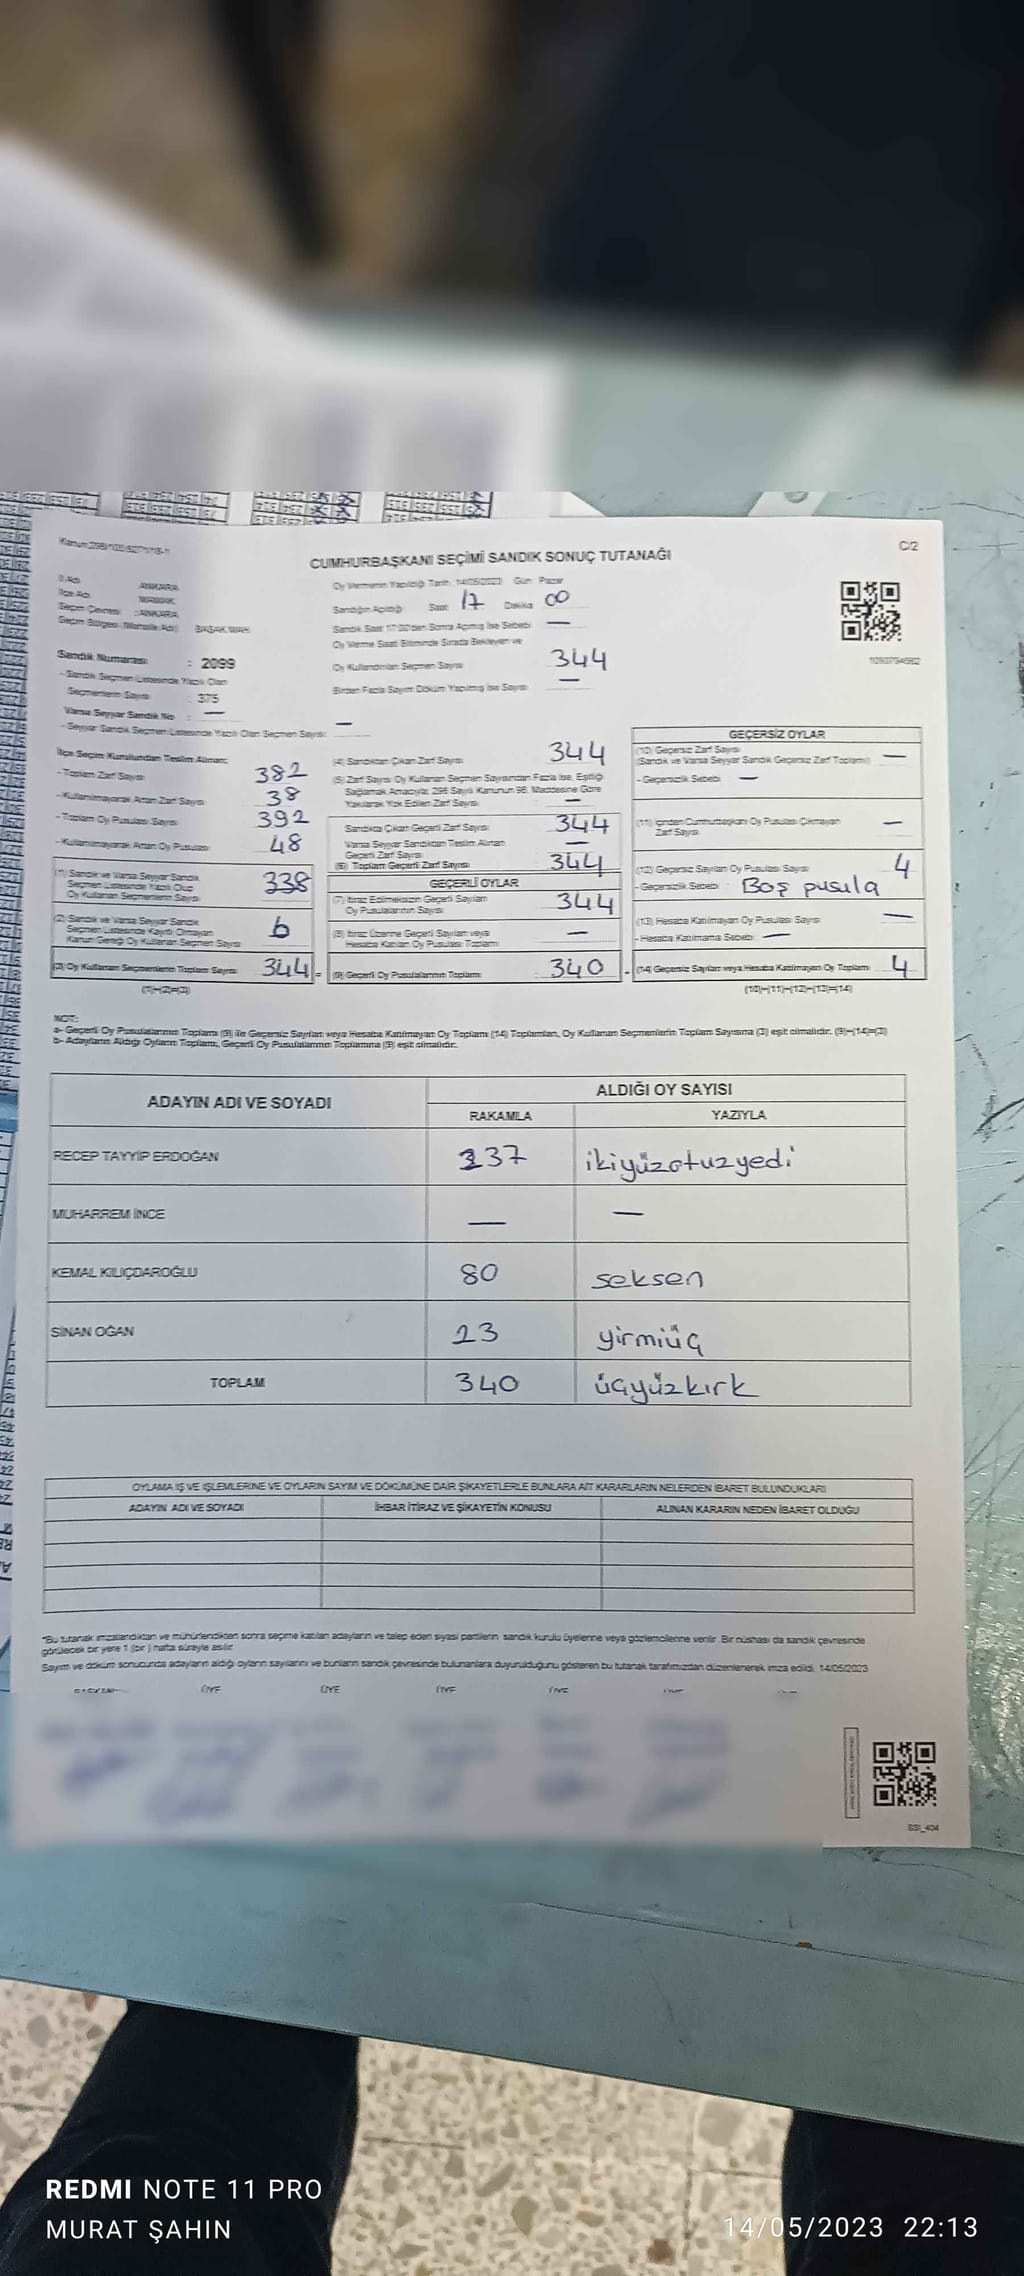 CUMHURBAŞKANI SEÇİMİ SANDIK SONUÇ TUTANAĞI
C/2
İl Adı ANKARA
İlçe Adı MAMAK
Seçim Çevresi : ANKARA
Seçim Bölgesi (Mahalle Adı) BAŞAK MAH.
Oy Vermenin Yapıldığı Tarih: 14/05/2023 Gün Pazar
Sandığın Açıldığı Saat 17 Dakika 00
Sandık Saat 17:00'den Sonra Açılmış İse Sebebi —
Oy Verme Saati Bitiminde Sırada Bekleyen ve
Oy Kullandırılan Seçmen Sayısı 344
Birden Fazla Sayım Döküm Yapılmış İse Sayısı —
Sandık Numarası : 2099
- Sandık Seçmen Listesinde Yazılı Olan
Seçmenlerin Sayısı : 375
Varsa Seyyar Sandık No : —
- Seyyar Sandık Seçmen Listesinde Yazılı Olan Seçmen Sayısı: —
İlçe Seçim Kurulundan Teslim Alınan:
- Toplam Zarf Sayısı 382
- Kullanılmayarak Artan Zarf Sayısı 38
- Toplam Oy Pusulası Sayısı 392
- Kullanılmayarak Artan Oy Pusulası 48
(1) Sandık ve Varsa Seyyar Sandık
Seçmen Listesinde Yazılı Olup
Oy Kullanan Seçmenlerin Sayısı 338
(2) Sandık ve Varsa Seyyar Sandık
Seçmen Listesinde Kayıtlı Olmayan
Kanun Gereği Oy Kullanan Seçmen Sayısı 6
(3) Oy Kullanan Seçmenlerin Toplam Sayısı 344 =
(1)+(2)=(3)
(4) Sandıktan Çıkan Zarf Sayısı 344
(5) Zarf Sayısı Oy Kullanan Seçmen Sayısından Fazla İse, Eşitliği
Sağlamak Amacıyla; 298 Sayılı Kanunun 98. Maddesine Göre
Yakılarak Yok Edilen Zarf Sayısı —
Sandıkta Çıkan Geçerli Zarf Sayısı 344
Varsa Seyyar Sandıktan Teslim Alınan
Geçerli Zarf Sayısı —
(6) Toplam Geçerli Zarf Sayısı 344
GEÇERLİ OYLAR
(7) İtiraz Edilmeksizin Geçerli Sayılan
Oy Pusulalarının Sayısı 344
(8) İtiraz Üzerine Geçerli Sayılan veya
Hesaba Katılan Oy Pusulası Toplamı —
(9) Geçerli Oy Pusulalarının Toplamı : 340
GEÇERSİZ OYLAR
(10) Geçersiz Zarf Sayısı
(Sandık ve Varsa Seyyar Sandık Geçersiz Zarf Toplamı) —
- Geçersizlik Sebebi —
(11) İçinden Cumhurbaşkanı Oy Pusulası Çıkmayan
Zarf Sayısı —
(12) Geçersiz Sayılan Oy Pusulası Sayısı 4
- Geçersizlik Sebebi : Boş pusula
(13) Hesaba Katılmayan Oy Pusulası Sayısı —
- Hesaba Katılmama Sebebi —
(14) Geçersiz Sayılan veya Hesaba Katılmayan Oy Toplamı 4
(10)+(11)+(12)+(13)=(14)
NOT:
a- Geçerli Oy Pusulalarının Toplamı (9) ile Geçersiz Sayılan veya Hesaba Katılmayan Oy Toplamı (14) Toplamları, Oy Kullanan Seçmenlerin Toplam Sayısına (3) eşit olmalıdır. (9)+(14)=(3)
b- Adayların Aldığı Oyların Toplamı, Geçerli Oy Pusulalarının Toplamına (9) eşit olmalıdır.
ADAYIN ADI VE SOYADI
ALDIĞI OY SAYISI
RAKAMLA YAZIYLA
RECEP TAYYİP ERDOĞAN 237 ikiyüzotuzyedi
MUHARREM İNCE — —
KEMAL KILIÇDAROĞLU 80 seksen
SİNAN OĞAN 23 yirmiüç
TOPLAM 340 üçyüzkırk
OYLAMA İŞ VE İŞLEMLERİNE VE OYLARIN SAYIM VE DÖKÜMÜNE DAİR ŞİKAYETLERLE BUNLARA AİT KARARLARIN NELERDEN İBARET BULUNDUKLARI
ADAYIN ADI VE SOYADI İHBAR İTİRAZ VE ŞİKAYETİN KONUSU ALINAN KARARIN NEDEN İBARET OLDUĞU
*Bu tutanak imzalandıktan ve mühürlendikten sonra seçime katılan adayların ve talep eden siyasi partilerin sandık kurulu üyelerine veya gözlemcilerine verilir. Bir nüshası da sandık çevresinde
görülecek bir yere 1 (bir) hafta süreyle asılır.
Sayım ve döküm sonucunda adayların aldığı oyların sayılarını ve bunların sandık çevresinde bulunanlara duyurulduğunu gösteren bu tutanak tarafımızdan düzenlenerek imza edildi. 14/05/2023
ÜYE ÜYE ÜYE ÜYE
SSİ_404
REDMI NOTE 11 PRO
MURAT ŞAHIN
14/05/2023 22:13